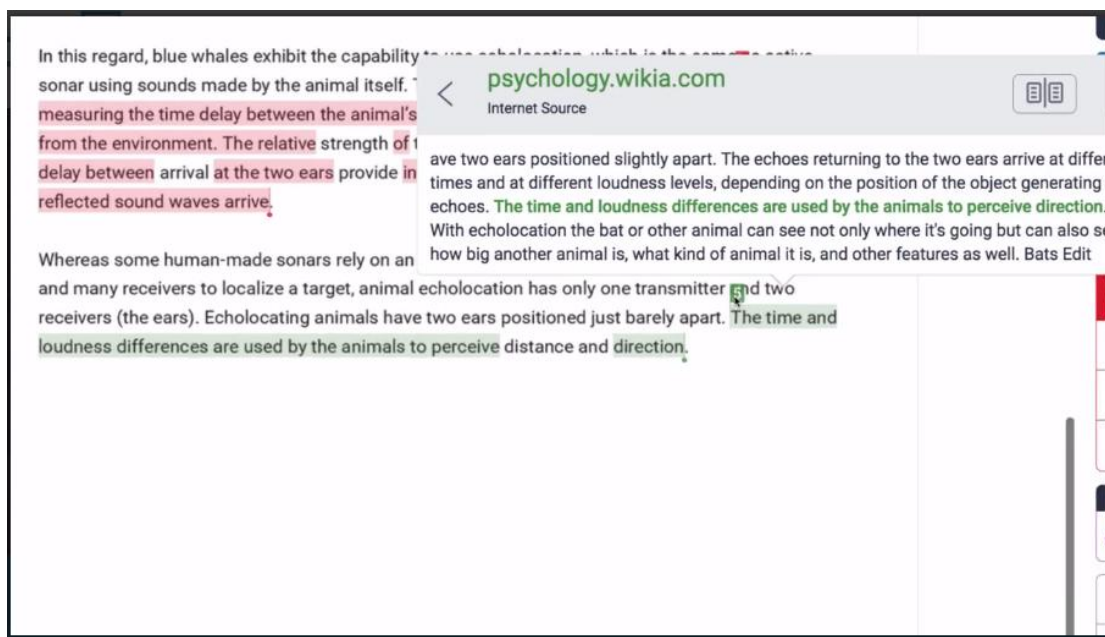 In this regard, blue whales exhibit the capability
sonar using sounds made by the animal itself.
measuring the time delay between the animal's
from the environment. The relative strength of
delay between arrival at the two ears provide in
reflected sound waves arrive.
psychology.wikia.com
Internet Source
ave two ears positioned slightly apart. The echoes returning to the two ears arrive at differ
times and at different loudness levels, depending on the position of the object generating
echoes. The time and loudness differences are used by the animals to perceive direction.
With echolocation the bat or other animal can see not only where it's going but can also se
how big another animal is, what kind of animal it is, and other features as well. Bats Edit
Whereas some human-made sonars rely on an
and many receivers to localize a target, animal echolocation has only one transmitter and two
5
receivers (the ears). Echolocating animals have two ears positioned just barely apart. The time and
loudness differences are used by the animals to perceive distance and direction.